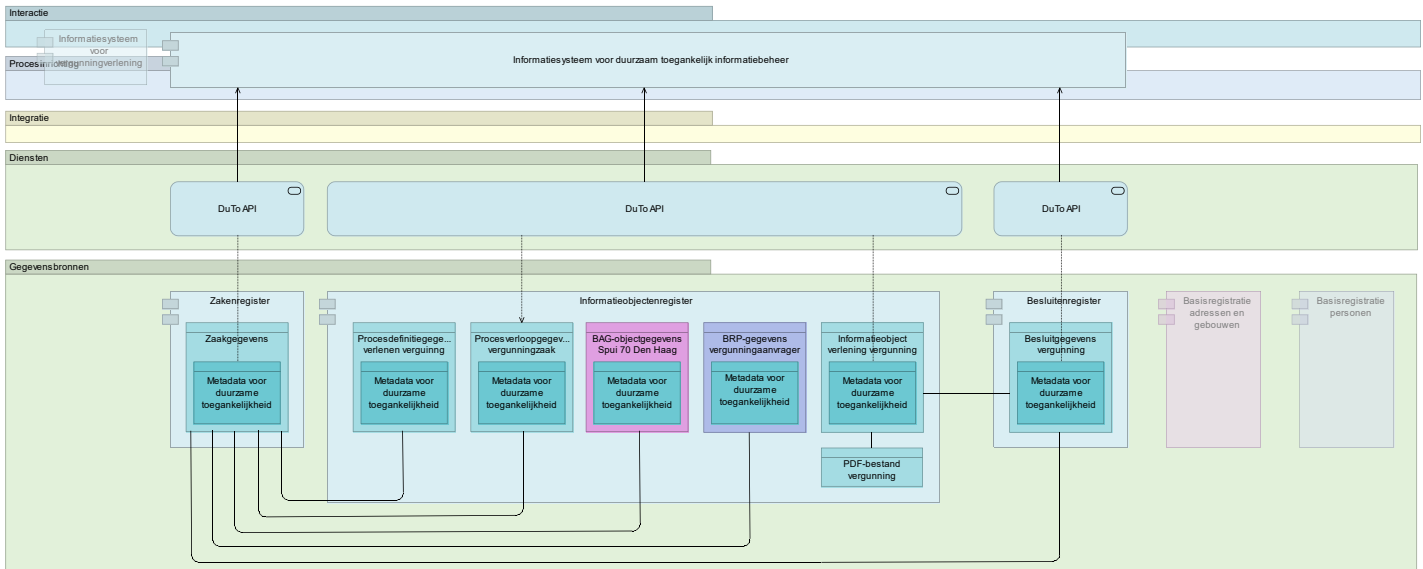 Interactie
Informatiesysteem
voor
vergunningverlening
Procesinrichting
Informatiesysteem voor duurzaam toegankelijk informatiebeheer
Integratie
Diensten
DuTo API
DuTo API
DuTo API
Gegevensbronnen
Zakenregister
Zaakgegevens
Metadata voor
duurzame
toegankelijkheid
Informatieobjectenregister
Procesdefinitiegege...
verlenen verguinng
Metadata voor
duurzame
toegankelijkheid
Procesverloopgegev...
vergunningzaak
Metadata voor
duurzame
toegankelijkheid
BAG-objectgegevens
Spui 70 Den Haag
Metadata voor
duurzame
toegankelijkheid
BRP-gegevens
vergunningaanvrager
Metadata voor
duurzame
toegankelijkheid
Informatieobject
verlening vergunning
Metadata voor
duurzame
toegankelijkheid
PDF-bestand
vergunning
Besluitenregister
Besluitgegevens
vergunning
Metadata voor
duurzame
toegankelijkheid
Basisregistratie
adressen en
gebouwen
Basisregistratie
personen